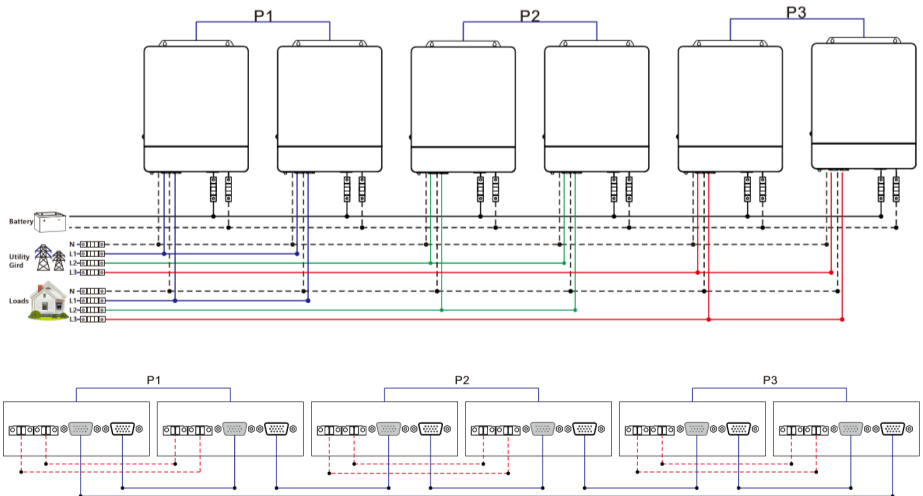 P1 P2 P3
Battery
Utility
Gird
N
L1
L2
L3
Loads
N
L1
L2
L3
P1 P2 P3